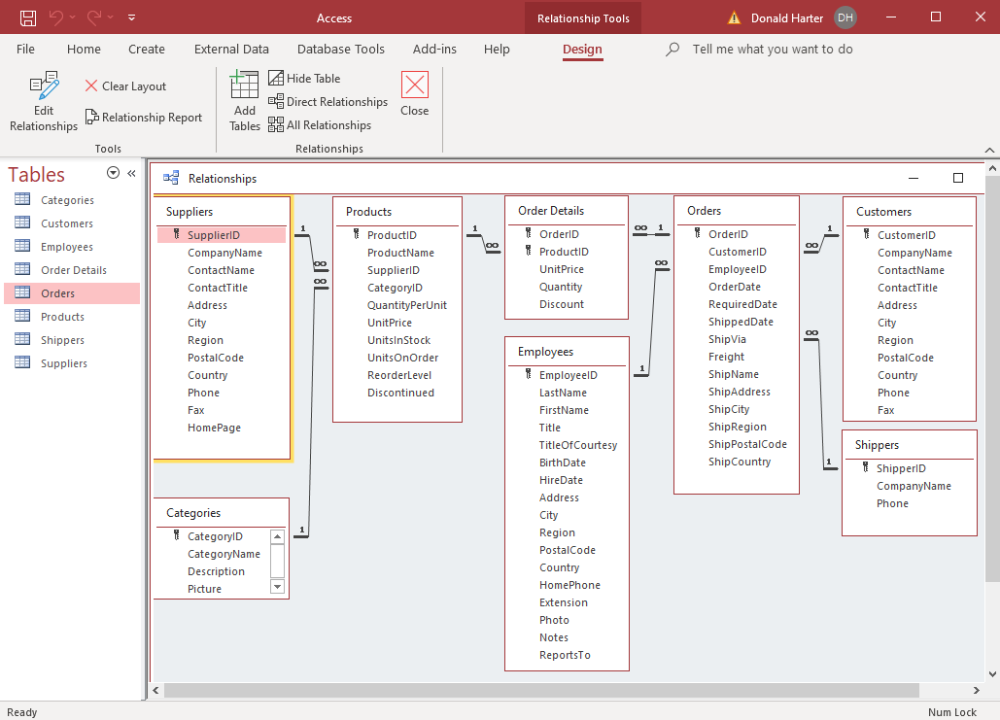 Access
Relationship Tools
Donald Harter
DH
File
Home
Create
External Data
Database Tools
Add-ins
Help
Design
Tell me what you want to do
Edit
Relationships
Clear Layout
Relationship Report
Tools
Add
Tables
Hide Table
Direct Relationships
All Relationships
Close
Relationships
Tables
Categories
Customers
Employees
Order Details
Orders
Products
Shippers
Suppliers
Relationships
Suppliers
SupplierID
CompanyName
ContactName
ContactTitle
Address
City
Region
PostalCode
Country
Phone
Fax
HomePage
Categories
CategoryID
CategoryName
Description
Picture
1
∞
∞
1
Products
ProductID
ProductName
SupplierID
CategoryID
QuantityPerUnit
UnitPrice
UnitsInStock
UnitsOnOrder
ReorderLevel
Discontinued
1
∞
Order Details
OrderID
ProductID
UnitPrice
Quantity
Discount
Employees
EmployeeID
LastName
FirstName
Title
TitleOfCourtesy
BirthDate
HireDate
Address
City
Region
PostalCode
Country
HomePhone
Extension
Photo
Notes
ReportsTo
∞ 1
∞
1
Orders
OrderID
CustomerID
EmployeeID
OrderDate
RequiredDate
ShippedDate
ShipVia
Freight
ShipName
ShipAddress
ShipCity
ShipRegion
ShipPostalCode
ShipCountry
1
∞
∞
1
Customers
CustomerID
CompanyName
ContactName
ContactTitle
Address
City
Region
PostalCode
Country
Phone
Fax
Shippers
ShipperID
CompanyName
Phone
Ready
Num Lock